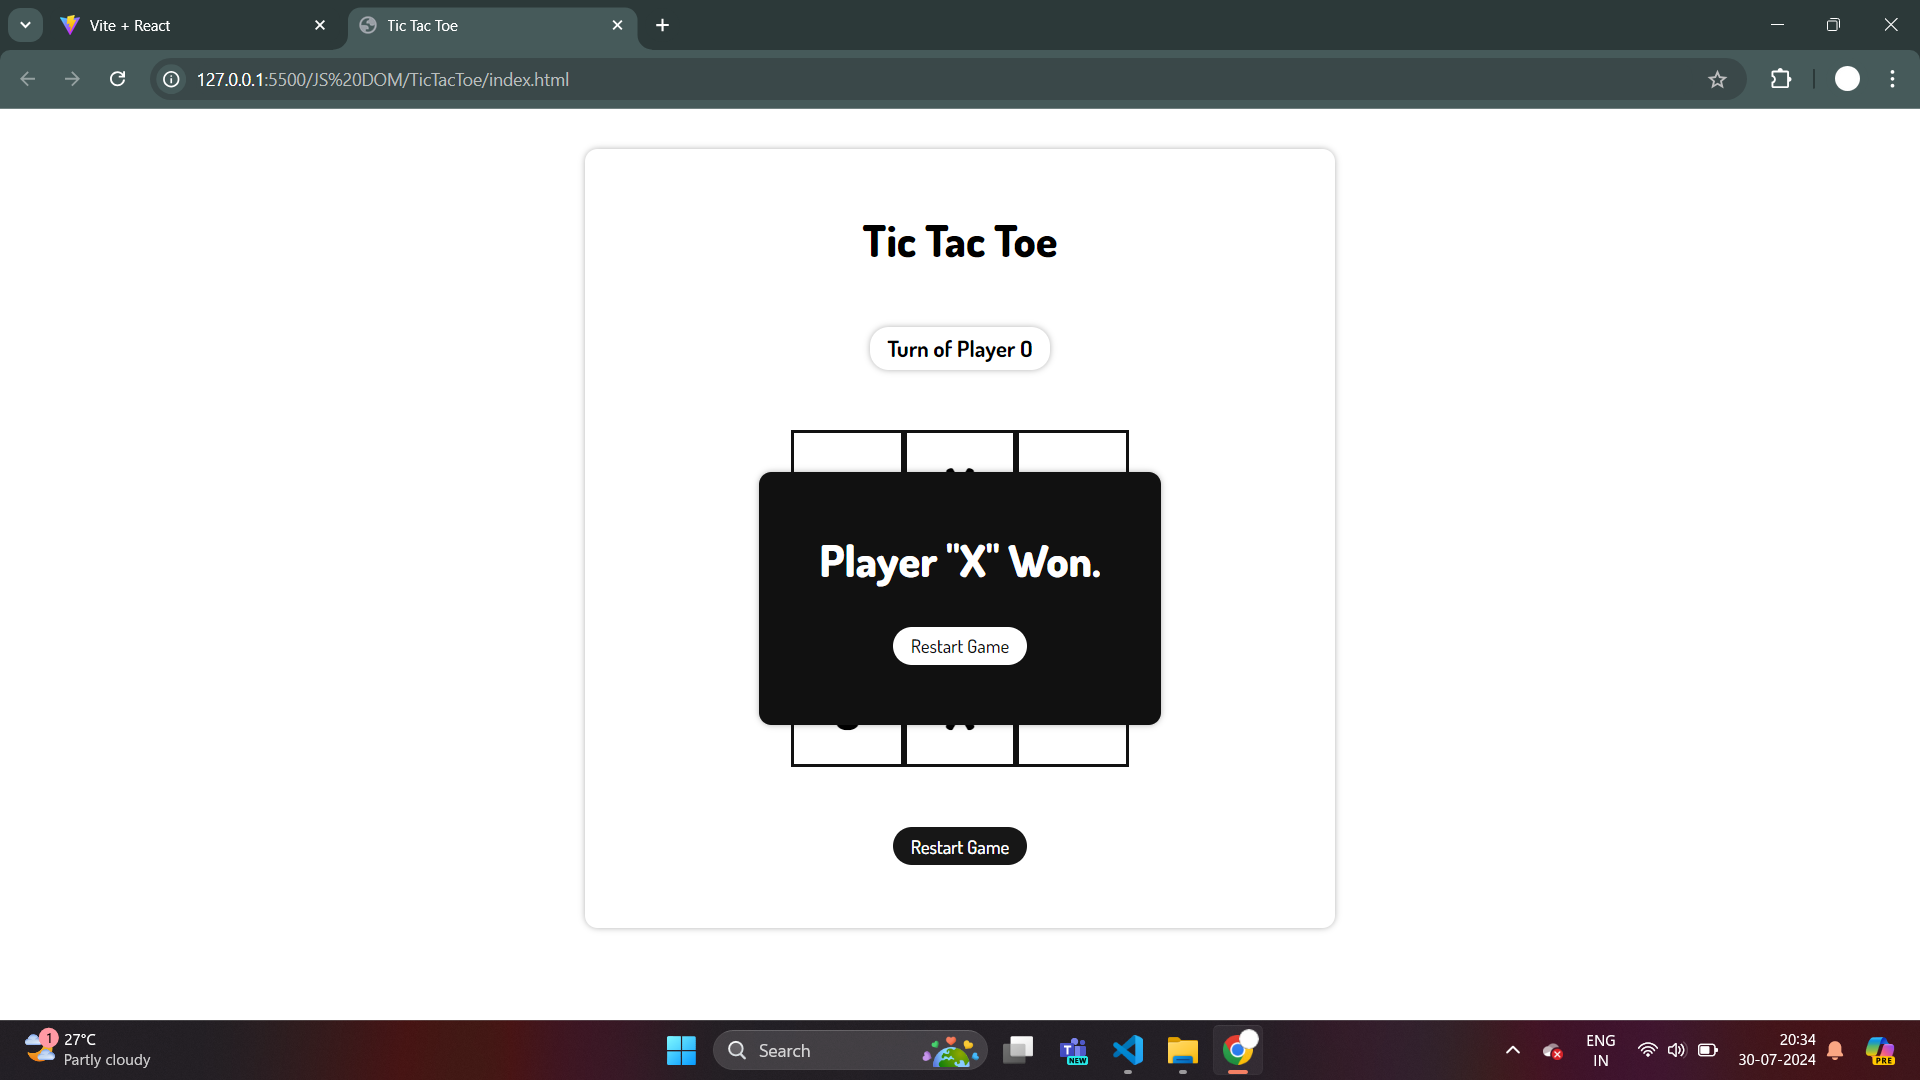 Vite + React
Tic Tac Toe
127.0.0.1:5500/JS%20DOM/TicTacToe/index.html
Tic Tac Toe
Turn of Player O
Player "X" Won.
Restart Game
Restart Game
1
27°C
Partly cloudy
Search
T
NEW
ENG
IN
20:34
30-07-2024
PRE